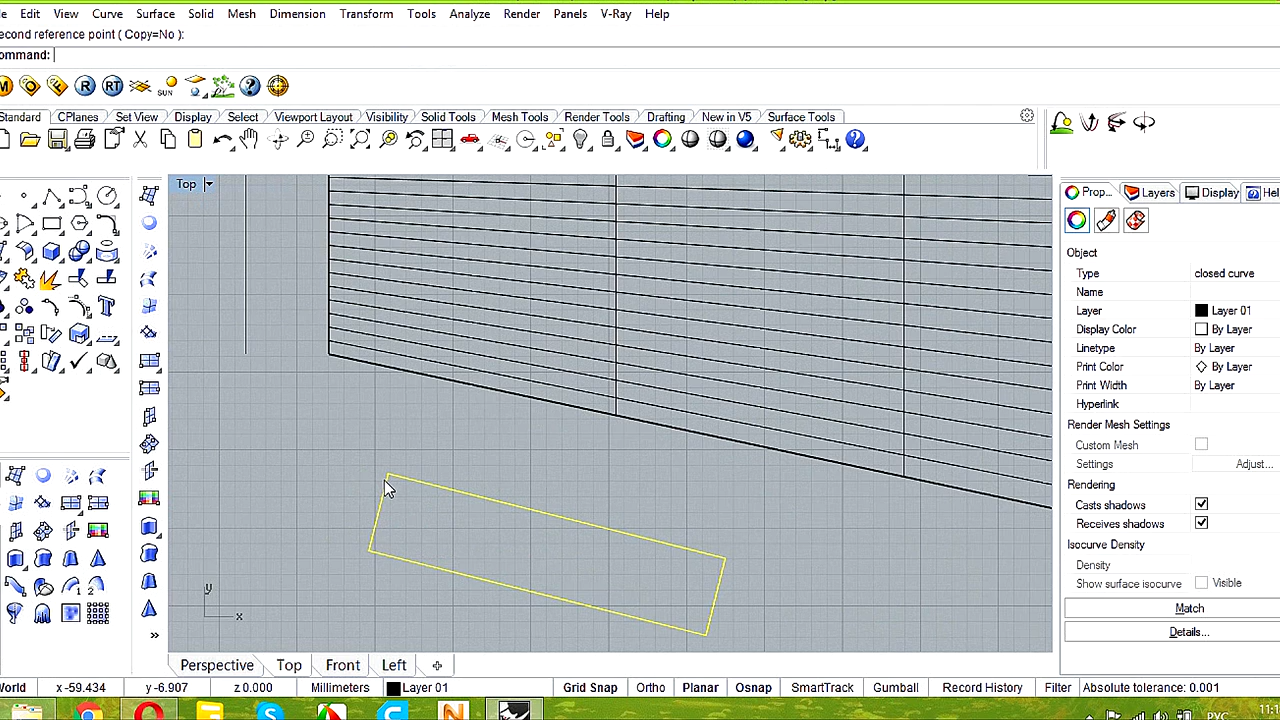 Edit View Curve Surface Solid Mesh Dimension Transform Tools Analyze Render Panels V-Ray Help
econd reference point ( Copy=No ):
ommand:
R RT SUN
Standard CPlanes Set View Display Select Viewport Layout Visibility Solid Tools Mesh Tools Render Tools Drafting New in V5 Surface Tools
Top
Prop... Layers Display Hel
Object
Type closed curve
Name
Layer Layer 01
Display Color By Layer
Linetype By Layer
Print Color By Layer
Print Width By Layer
Hyperlink
Render Mesh Settings
Custom Mesh
Settings Adjust...
Rendering
Casts shadows
Receives shadows
Isocurve Density
Density
Show surface isocurve Visible
y
x
Match
Details...
Perspective Top Front Left
World x -59.434 y -6.907 z 0.000 Millimeters Layer 01 Grid Snap Ortho Planar Osnap SmartTrack Gumball Record History Filter Absolute tolerance: 0.001
РУС 11:1